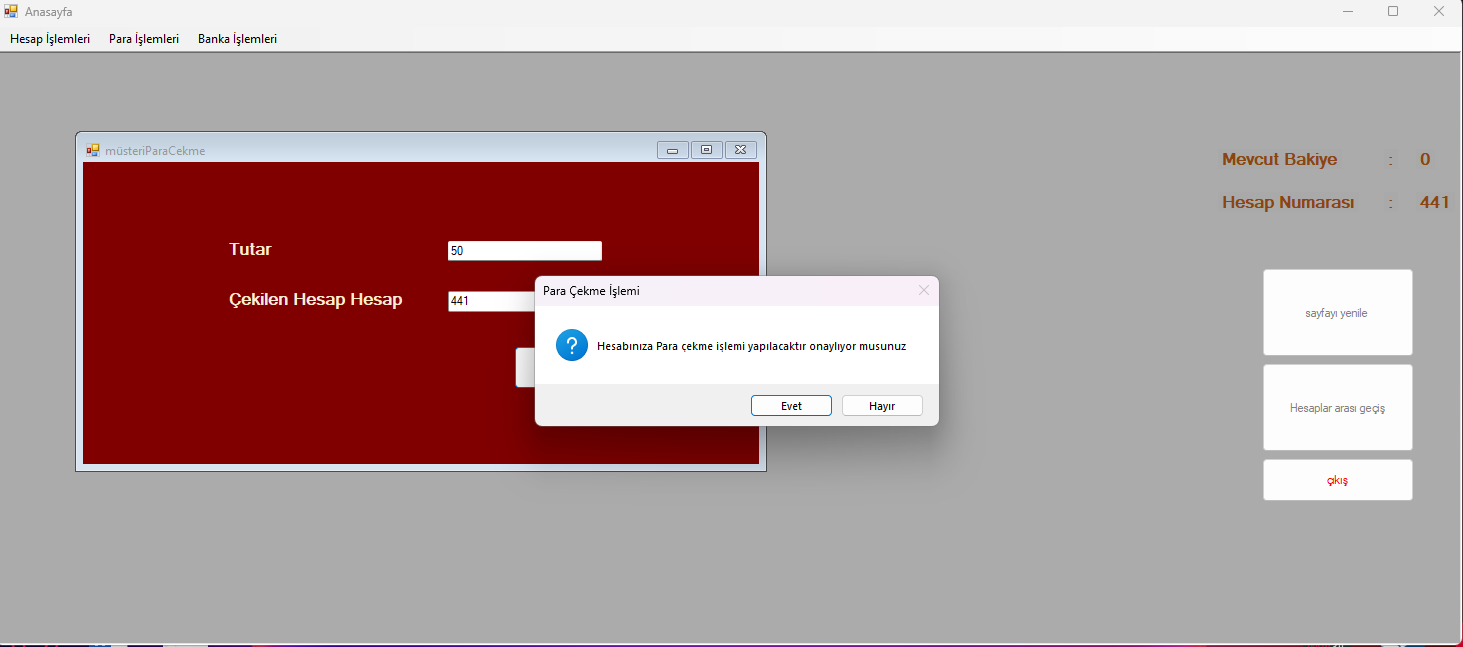 Anasayfa
Hesap İşlemleri Para İşlemleri Banka İşlemleri
müsteriParaCekme
Mevcut Bakiye : 0
Hesap Numarası : 441
Tutar 50
Çekilen Hesap Hesap 441
Para Çekme İşlemi
Hesabınıza Para çekme işlemi yapılacaktır onaylıyor musunuz
Evet Hayır
sayfayı yenile
Hesaplar arası geçiş
çıkış